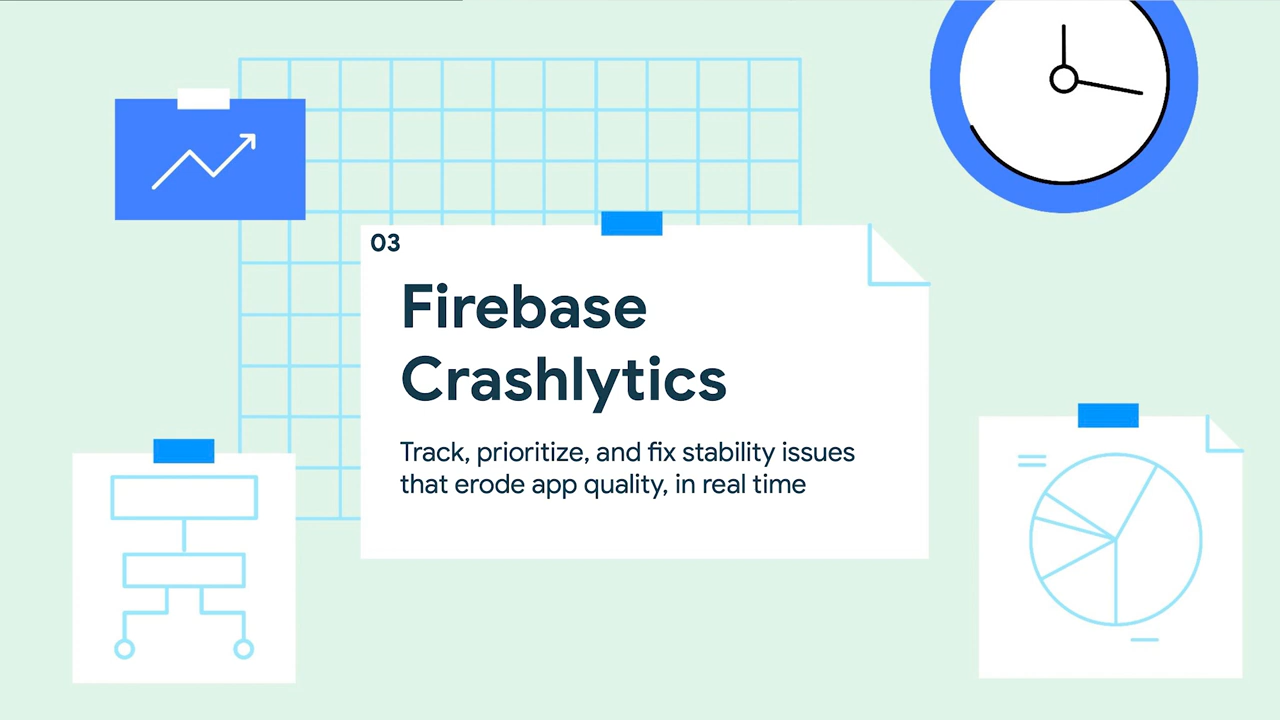 03
Firebase
Crashlytics
Track, prioritize, and fix stability issues
that erode app quality, in real time